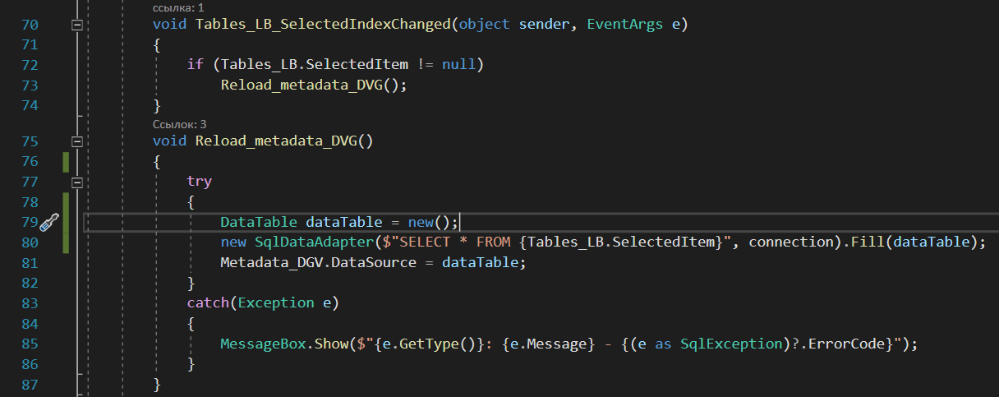 ссылка: 1
70 void Tables_LB_SelectedIndexChanged(object sender, EventArgs e)
71 {
72 if (Tables_LB.SelectedItem != null)
73 Reload_metadata_DVG();
74 }
Ссылок: 3
75 void Reload_metadata_DVG()
76 {
77 try
78 {
79 DataTable dataTable = new();
80 new SqlDataAdapter($"SELECT * FROM {Tables_LB.SelectedItem}", connection).Fill(dataTable);
81 Metadata_DGV.DataSource = dataTable;
82 }
83 catch(Exception e)
84 {
85 MessageBox.Show($"{e.GetType()}: {e.Message} - {(e as SqlException)?.ErrorCode}");
86 }
87 }